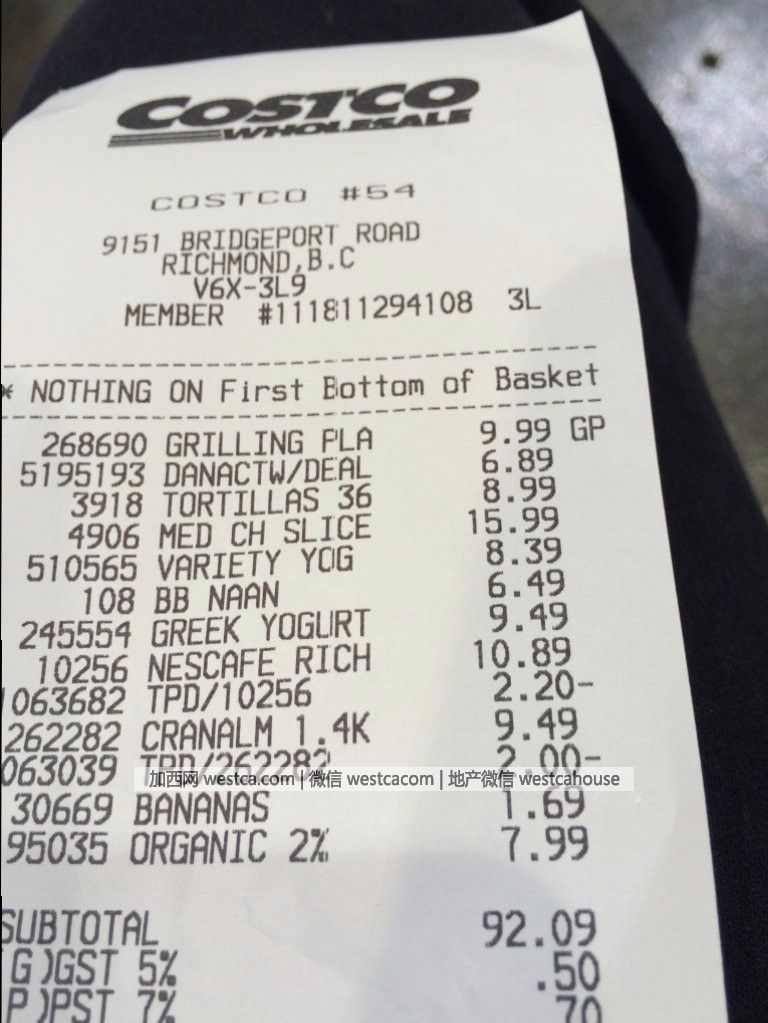 COSTCO
WHOLESALE
COSTCO #54
9151 BRIDGEPORT ROAD
RICHMOND,B.C
V6X-3L9
MEMBER #111811294108 3L
* NOTHING ON First Bottom of Basket
268690 GRILLING PLA 9.99 GP
5195193 DANACTW/DEAL 6.89
3918 TORTILLAS 36 8.99
4906 MED CH SLICE 15.99
510565 VARIETY YOG 8.39
108 BB NAAN 6.49
245554 GREEK YOGURT 9.49
10256 NESCAFE RICH 10.89
1063682 TPD/10256 2.20-
262282 CRANALM 1.4K 9.49
063039 TPD/262282 2.00-
加西网 westca.com | 微信 westcacom | 地产微信 westcahouse
30669 BANANAS 1.69
95035 ORGANIC 2% 7.99
SUBTOTAL 92.09
G)GST 5% .50
P)PST 7% 70